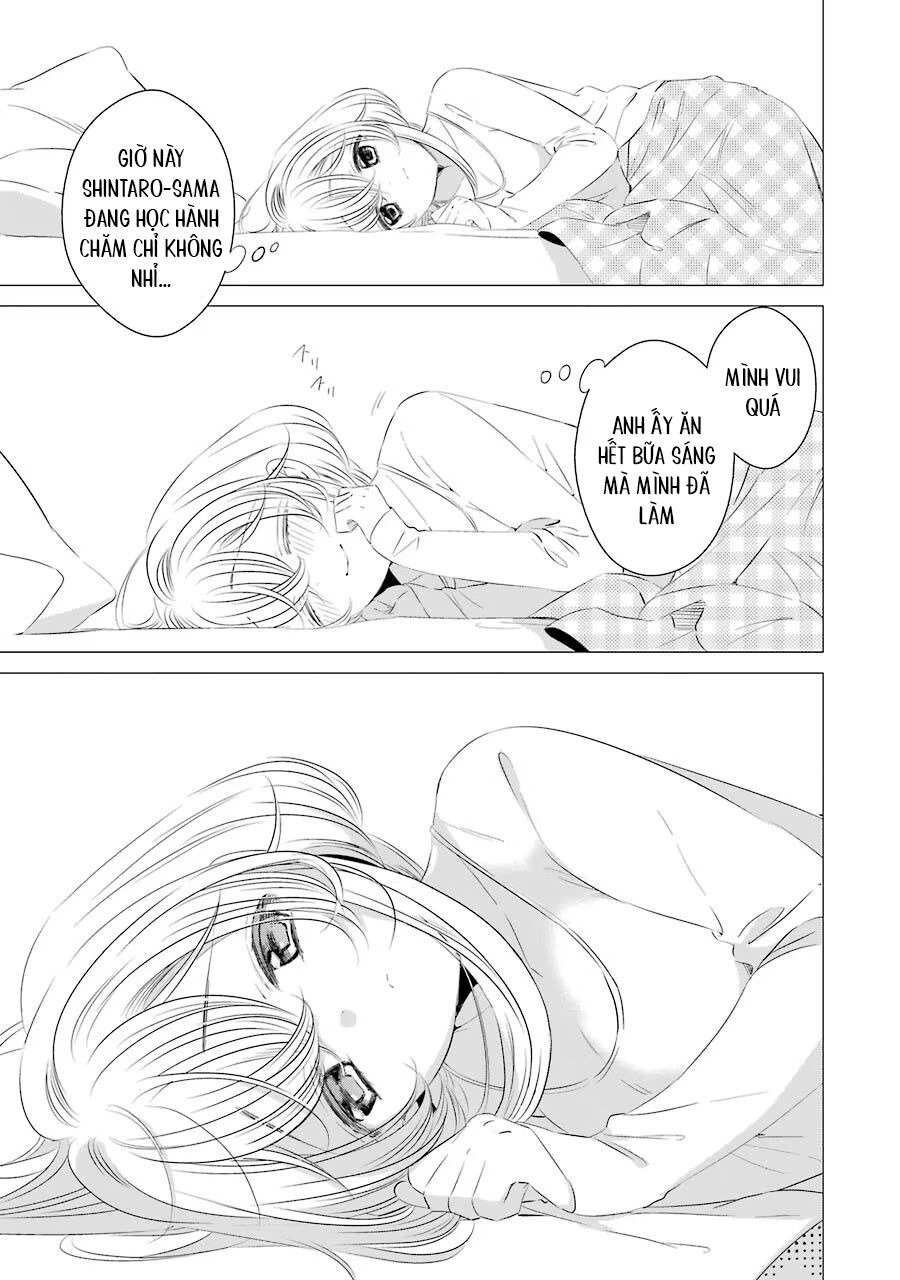 GIỜ NÀY
SHINTARO-SAMA
ĐANG HỌC HÀNH
CHĂM CHỈ KHÔNG
NHỈ...
MÌNH VUI
QUÁ
ANH ẤY ĂN
HẾT BỮA SÁNG
MÀ MÌNH ĐÃ
LÀM